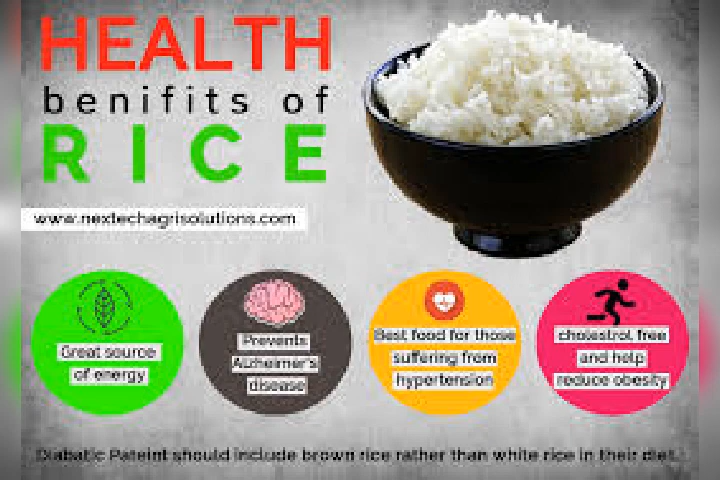 HEALTH
benifits of
RICE
www.nextechagrisolutions.com
Great source
of energy
Prevents
Alzheimer's
disease
Best food for those
suffering from
hypertension
cholestrol free
and help
reduce obesity
Diabatic Pateint should include brown rice rather than white rice in their diet.